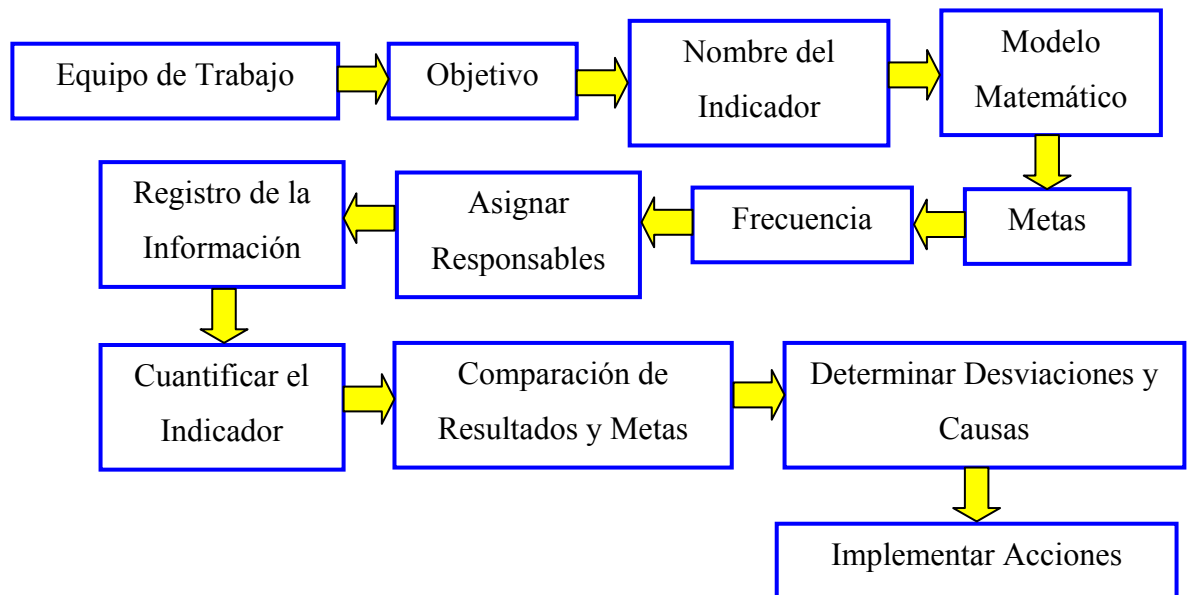 Equipo de Trabajo
Objetivo
Nombre del
Indicador
Modelo
Matemático
Metas
Frecuencia
Asignar
Responsables
Registro de la
Información
Cuantificar el
Indicador
Comparación de
Resultados y Metas
Determinar Desviaciones y
Causas
Implementar Acciones